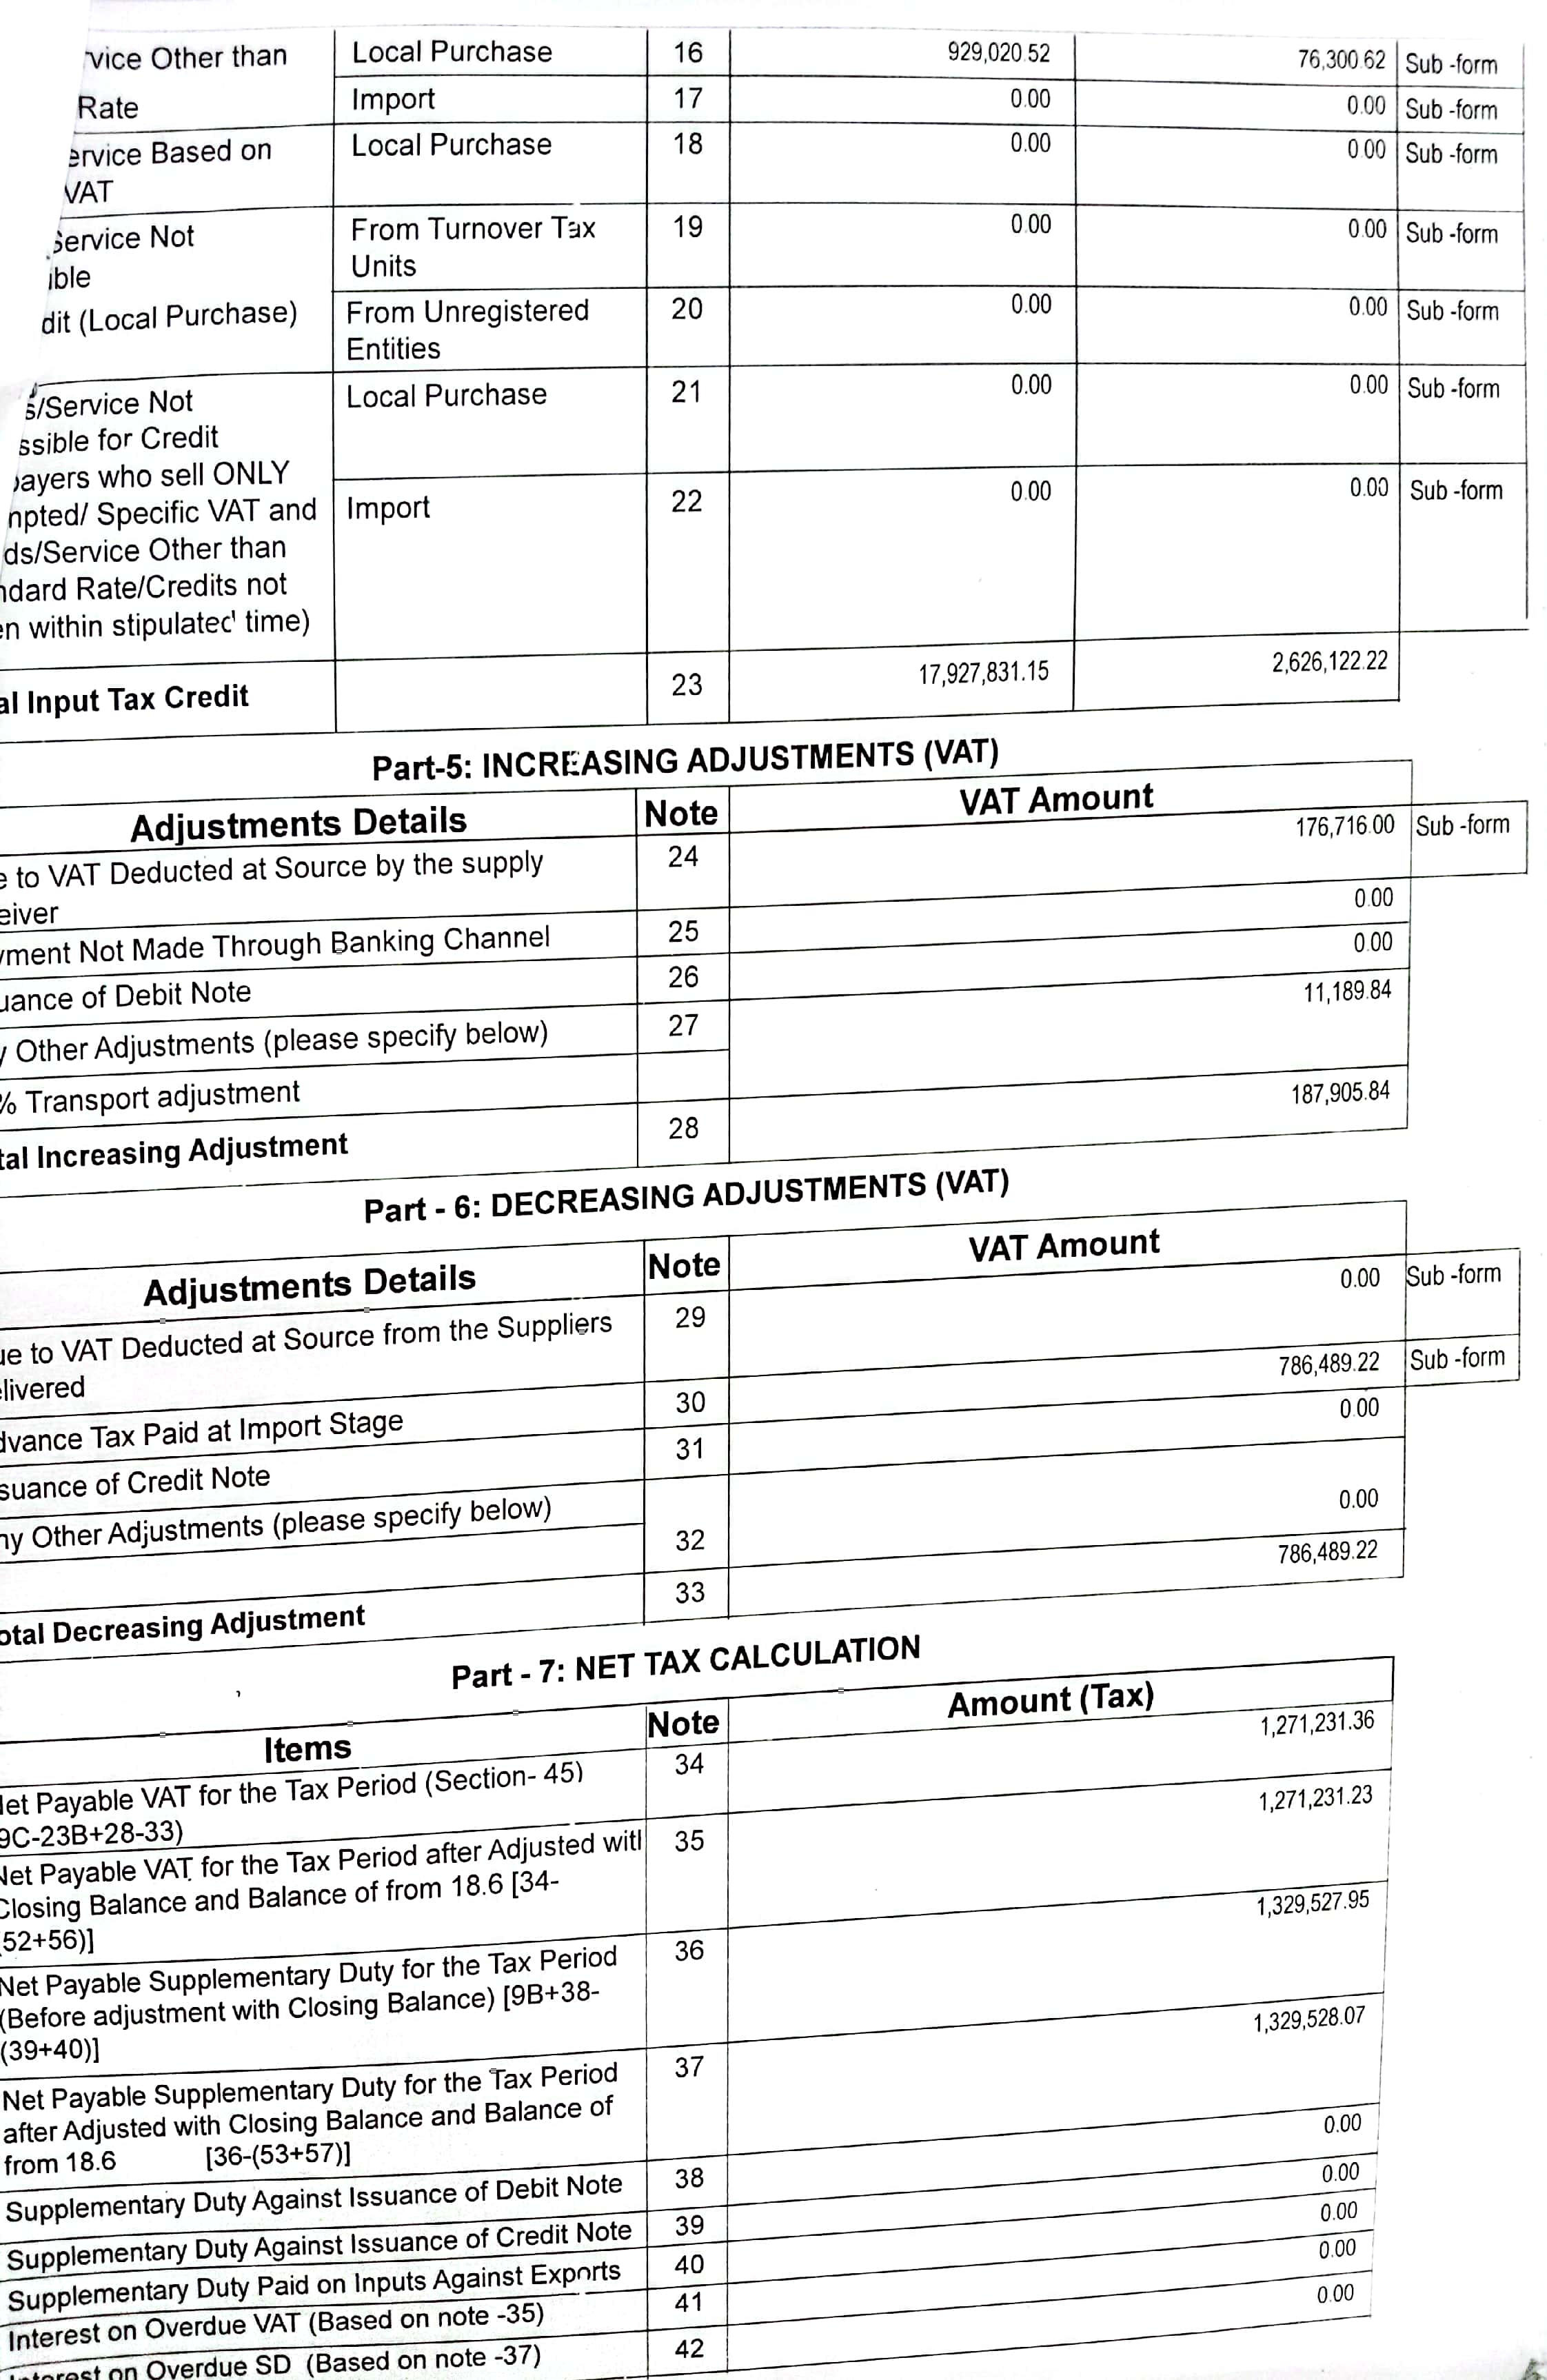 vice Other than Local Purchase 16 929,020.52 76,300.62 Sub -form
Rate Import 17 0.00 0.00 Sub -form
ervice Based on Local Purchase 18 0.00 0.00 Sub -form
VAT
Service Not From Turnover Tax 19 0.00 0.00 Sub -form
ible Units
dit (Local Purchase) From Unregistered 20 0.00 0.00 Sub -form
Entities
s/Service Not Local Purchase 21 0.00 0.00 Sub -form
ssible for Credit
payers who sell ONLY
npted/ Specific VAT and Import 22 0.00 0.00 Sub -form
ds/Service Other than
ndard Rate/Credits not
en within stipulated time)
al Input Tax Credit 23 17,927,831.15 2,626,122.22
Part-5: INCREASING ADJUSTMENTS (VAT)
Adjustments Details Note VAT Amount
e to VAT Deducted at Source by the supply 24 176,716.00 Sub -form
eiver
yment Not Made Through Banking Channel 25 0.00
uance of Debit Note 26 0.00
y Other Adjustments (please specify below) 27 11,189.84
% Transport adjustment
tal Increasing Adjustment 28 187,905.84
Part - 6: DECREASING ADJUSTMENTS (VAT)
Adjustments Details Note VAT Amount
ue to VAT Deducted at Source from the Suppliers 29 0.00 Sub -form
elivered
dvance Tax Paid at Import Stage 30 786,489.22 Sub -form
suance of Credit Note 31 0.00
ny Other Adjustments (please specify below) 32 0.00
otal Decreasing Adjustment 33 786,489.22
Part - 7: NET TAX CALCULATION
Items Note Amount (Tax)
Net Payable VAT for the Tax Period (Section- 45) 34 1,271,231.36
9C-23B+28-33)
Net Payable VAT for the Tax Period after Adjusted with 35 1,271,231.23
Closing Balance and Balance of from 18.6 [34-
52+56)]
Net Payable Supplementary Duty for the Tax Period 36 1,329,527.95
(Before adjustment with Closing Balance) [9B+38-
(39+40)]
Net Payable Supplementary Duty for the Tax Period 37 1,329,528.07
after Adjusted with Closing Balance and Balance of
from 18.6 [36-(53+57)]
Supplementary Duty Against Issuance of Debit Note 38 0.00
Supplementary Duty Against Issuance of Credit Note 39 0.00
Supplementary Duty Paid on Inputs Against Exports 40 0.00
Interest on Overdue VAT (Based on note -35) 41 0.00
Interest on Overdue SD (Based on note -37) 42 0.00